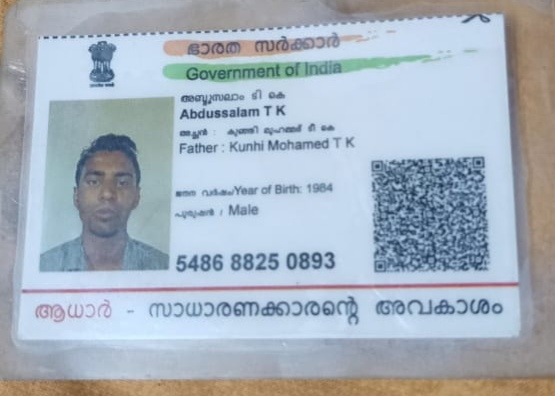 ഭാരത സർക്കാർ
Government of India
അബ്ദുസലാം ടി കെ
Abdussalam T K
അച്ഛൻ : കുഞ്ഞി മുഹമ്മദ് ടി കെ
Father : Kunhi Mohamed T K
ജനന വർഷം/Year of Birth: 1984
പുരുഷൻ / Male
5486 8825 0893
ആധാർ - സാധാരണക്കാരന്റെ അവകാശം